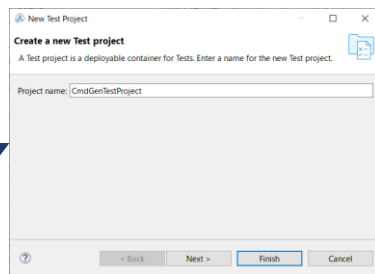 New Test Project
Create a new Test project
A Test project is a deployable container for Tests. Enter a name for the new Test project.
Project name: CmdGenTestProject
< Back Next > Finish Cancel